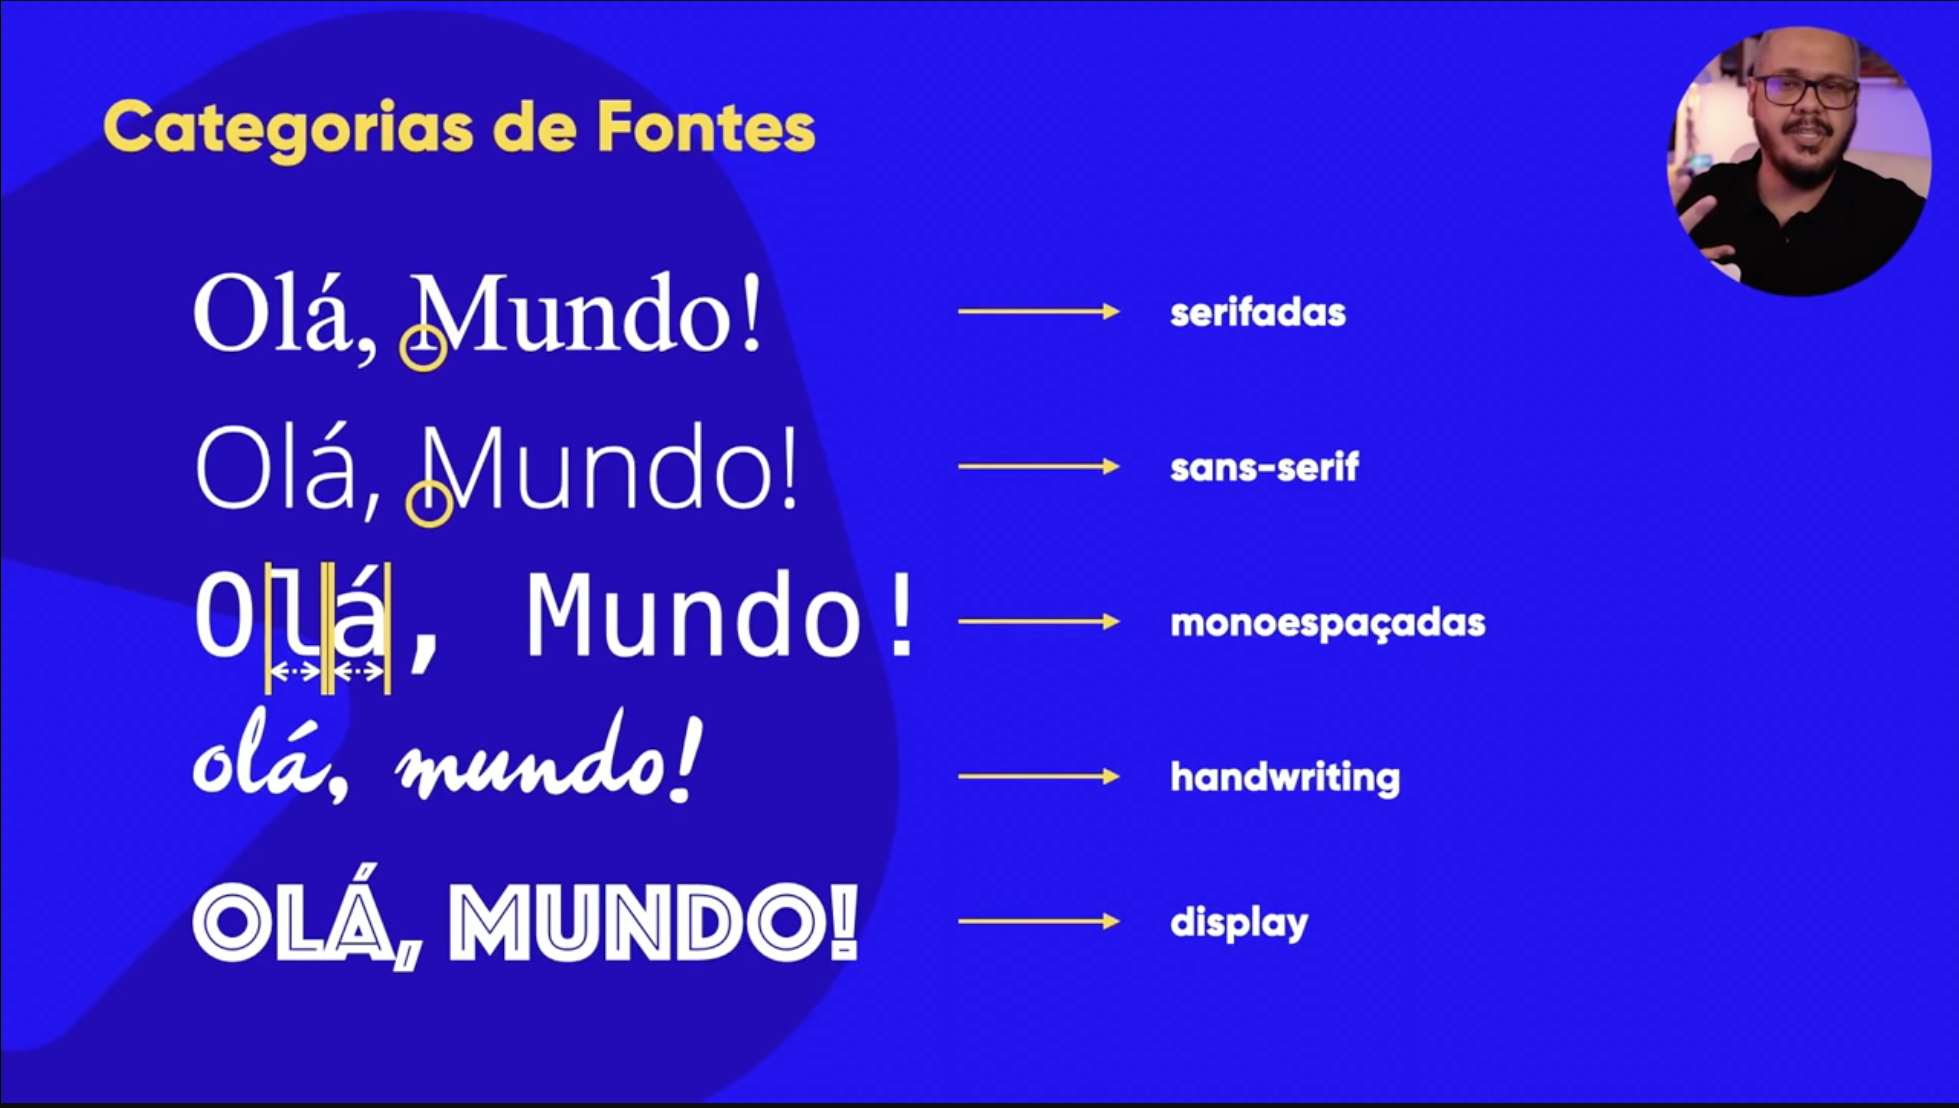 Categorias de Fontes
Olá, Mundo! serifadas
Olá, Mundo! sans-serif
Olá, Mundo! monoespaçadas
olá, mundo! handwriting
OLÁ, MUNDO! display